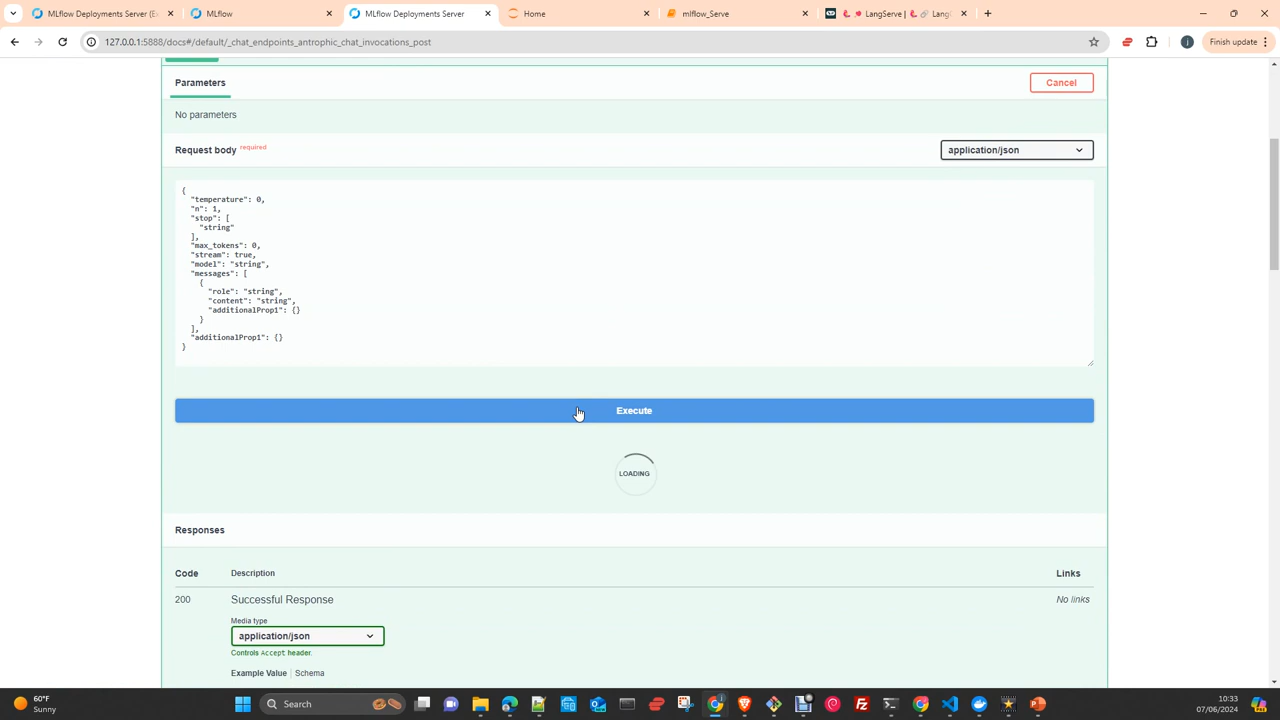 MLflow Deployments Server (Ex
MLflow
MLflow Deployments Server
Home
mlflow_Serve
LangServe | Lang
127.0.0.1:5888/docs#/default/_chat_endpoints_antrophic_chat_invocations_post
j
Finish update
Parameters
Cancel
No parameters
Request body required
application/json
{
"temperature": 0,
"n": 1,
"stop": [
"string"
],
"max_tokens": 0,
"stream": true,
"model": "string",
"messages": [
{
"role": "string",
"content": "string",
"additionalProp1": {}
}
],
"additionalProp1": {}
}
Execute
LOADING
Responses
Code Description Links
200 Successful Response No links
Media type
application/json
Controls Accept header.
Example Value | Schema
60°F
Sunny
Search
10:33
07/06/2024